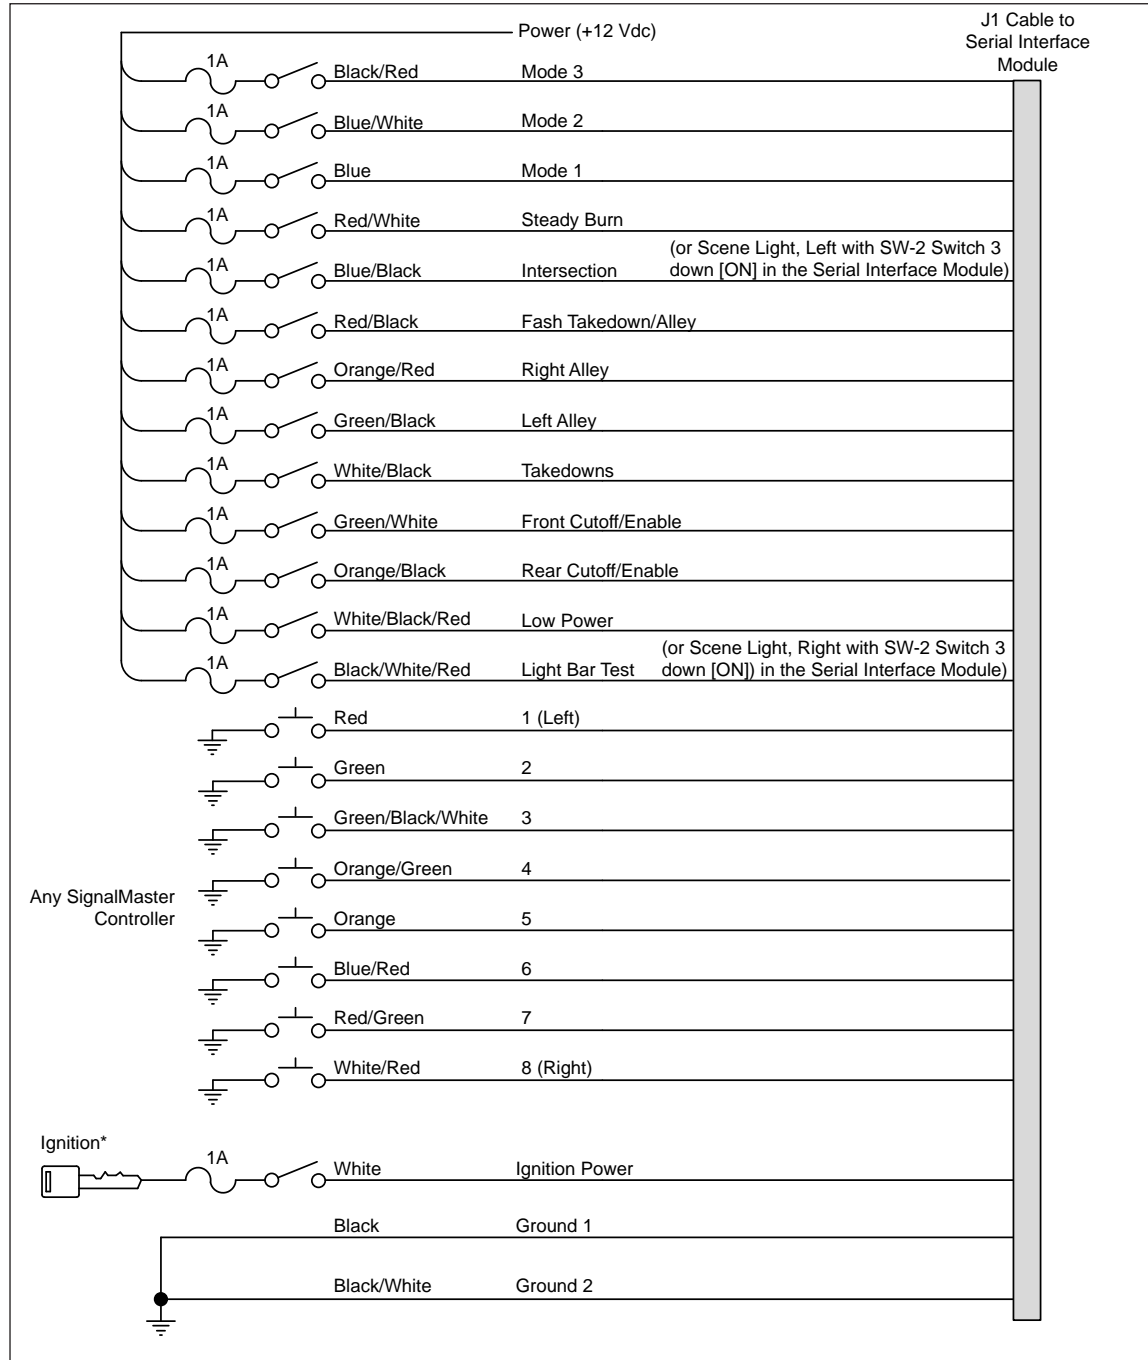 J1 Cable to
Serial Interface
Module
Power (+12 Vdc)
1A Black/Red Mode 3
1A Blue/White Mode 2
1A Blue Mode 1
1A Red/White Steady Burn
(or Scene Light, Left with SW-2 Switch 3
1A Blue/Black Intersection down [ON] in the Serial Interface Module)
1A Red/Black Fash Takedown/Alley
1A Orange/Red Right Alley
1A Green/Black Left Alley
1A White/Black Takedowns
1A Green/White Front Cutoff/Enable
1A Orange/Black Rear Cutoff/Enable
1A White/Black/Red Low Power
(or Scene Light, Right with SW-2 Switch 3
1A Black/White/Red Light Bar Test down [ON]) in the Serial Interface Module)
Red 1 (Left)
Green 2
Green/Black/White 3
Orange/Green 4
Any SignalMaster
Controller
Orange 5
Blue/Red 6
Red/Green 7
White/Red 8 (Right)
Ignition*
1A White Ignition Power
Black Ground 1
Black/White Ground 2